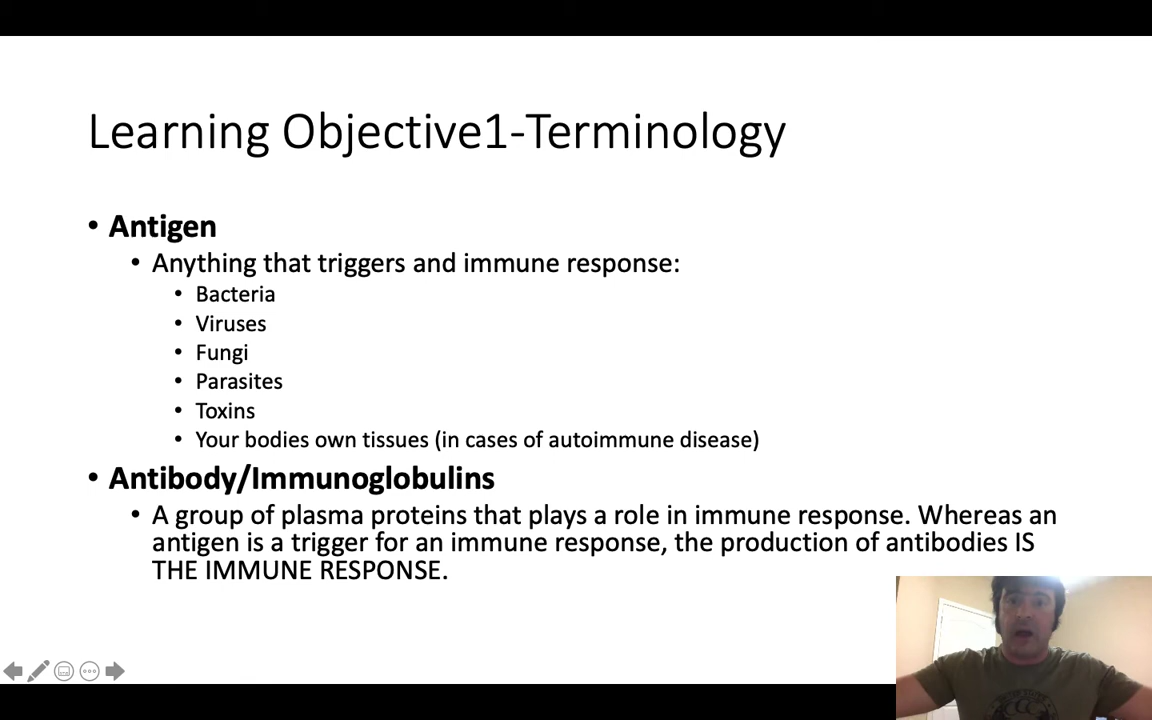 Learning Objective1-Terminology
• Antigen
• Anything that triggers and immune response:
• Bacteria
• Viruses
• Fungi
• Parasites
• Toxins
• Your bodies own tissues (in cases of autoimmune disease)
• Antibody/Immunoglobulins
• A group of plasma proteins that plays a role in immune response. Whereas an
antigen is a trigger for an immune response, the production of antibodies IS
THE IMMUNE RESPONSE.